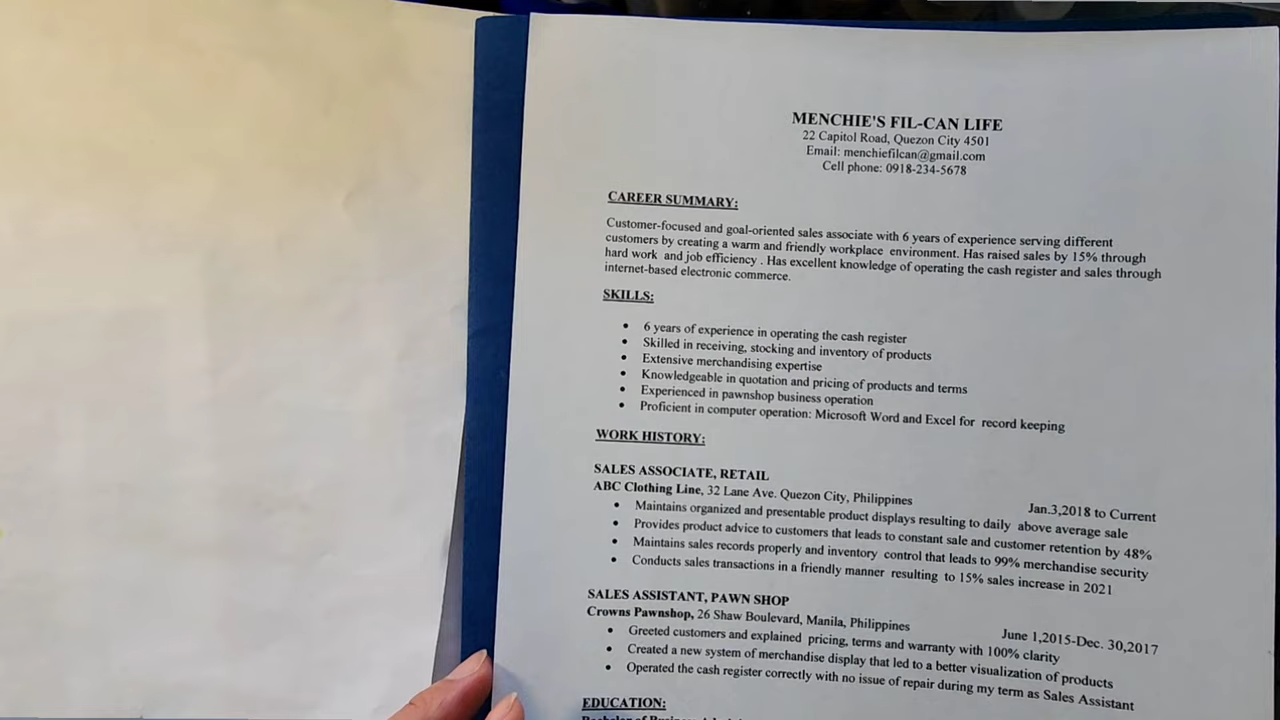 MENCHIE'S FIL-CAN LIFE
22 Capitol Road, Quezon City 4501
Email: menchiefilcan@gmail.com
Cell phone: 0918-234-5678
CAREER SUMMARY:
Customer-focused and goal-oriented sales associate with 6 years of experience serving different
customers by creating a warm and friendly workplace environment. Has raised sales by 15% through
hard work and job efficiency . Has excellent knowledge of operating the cash register and sales through
internet-based electronic commerce.
SKILLS:
• 6 years of experience in operating the cash register
• Skilled in receiving, stocking and inventory of products
• Extensive merchandising expertise
• Knowledgeable in quotation and pricing of products and terms
• Experienced in pawnshop business operation
• Proficient in computer operation: Microsoft Word and Excel for record keeping
WORK HISTORY:
SALES ASSOCIATE, RETAIL
ABC Clothing Line, 32 Lane Ave. Quezon City, Philippines Jan.3,2018 to Current
• Maintains organized and presentable product displays resulting to daily above average sale
• Provides product advice to customers that leads to constant sale and customer retention by 48%
• Maintains sales records properly and inventory control that leads to 99% merchandise security
• Conducts sales transactions in a friendly manner resulting to 15% sales increase in 2021
SALES ASSISTANT, PAWN SHOP
Crowns Pawnshop, 26 Shaw Boulevard, Manila, Philippines June 1,2015-Dec. 30,2017
• Greeted customers and explained pricing, terms and warranty with 100% clarity
• Created a new system of merchandise display that led to a better visualization of products
• Operated the cash register correctly with no issue of repair during my term as Sales Assistant
EDUCATION: